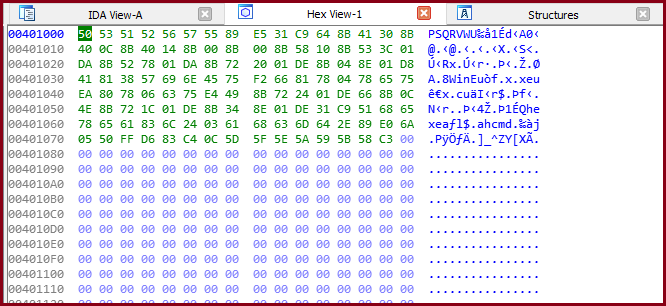 IDA View-A Hex View-1 Structures
00401000 50 53 51 52 56 57 55 89 E5 31 C9 64 8B 41 30 8B PSQRVWU‰å1Éd‹A0‹
00401010 40 0C 8B 40 14 8B 00 8B 00 8B 58 10 8B 53 3C 01 @.‹@.‹.‹.‹X.‹S<.
00401020 DA 8B 52 78 01 DA 8B 72 20 01 DE 8B 04 8E 01 D8 Ú‹Rx.Ú‹r·.Þ‹.Ž.Ø
00401030 41 81 38 57 69 6E 45 75 F2 66 81 78 04 78 65 75 A.8WinEuòf.x.xeu
00401040 EA 80 78 06 63 75 E4 49 8B 72 24 01 DE 66 8B 0C ê€x.cuäI‹r$.Þf‹.
00401050 4E 8B 72 1C 01 DE 8B 34 8E 01 DE 31 C9 51 68 65 N‹r..Þ‹4Ž.Þ1ÉQhe
00401060 78 65 61 83 6C 24 03 61 68 63 6D 64 2E 89 E0 6A xeaƒl$.ahcmd.‰àj
00401070 05 50 FF D6 83 C4 0C 5D 5F 5E 5A 59 5B 58 C3 00 .PÿÖƒÄ.]_^ZY[XÃ.
00401080 00 00 00 00 00 00 00 00 00 00 00 00 00 00 00 00 ................
00401090 00 00 00 00 00 00 00 00 00 00 00 00 00 00 00 00 ................
004010A0 00 00 00 00 00 00 00 00 00 00 00 00 00 00 00 00 ................
004010B0 00 00 00 00 00 00 00 00 00 00 00 00 00 00 00 00 ................
004010C0 00 00 00 00 00 00 00 00 00 00 00 00 00 00 00 00 ................
004010D0 00 00 00 00 00 00 00 00 00 00 00 00 00 00 00 00 ................
004010E0 00 00 00 00 00 00 00 00 00 00 00 00 00 00 00 00 ................
004010F0 00 00 00 00 00 00 00 00 00 00 00 00 00 00 00 00 ................
00401100 00 00 00 00 00 00 00 00 00 00 00 00 00 00 00 00 ................
00401110 00 00 00 00 00 00 00 00 00 00 00 00 00 00 00 00 ................
00401120 00 00 00 00 00 00 00 00 00 00 00 00 00 00 00 00 ................